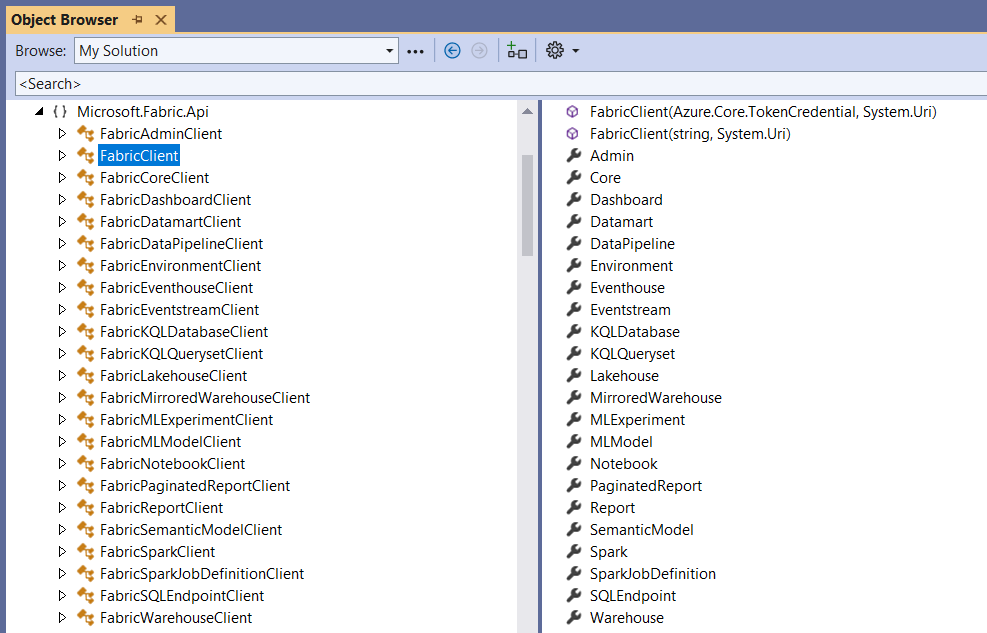 Object Browser
Browse: My Solution
<Search>
{ } Microsoft.Fabric.Api
FabricAdminClient
FabricClient
FabricCoreClient
FabricDashboardClient
FabricDatamartClient
FabricDataPipelineClient
FabricEnvironmentClient
FabricEventhouseClient
FabricEventstreamClient
FabricKQLDatabaseClient
FabricKQLQuerysetClient
FabricLakehouseClient
FabricMirroredWarehouseClient
FabricMLExperimentClient
FabricMLModelClient
FabricNotebookClient
FabricPaginatedReportClient
FabricReportClient
FabricSemanticModelClient
FabricSparkClient
FabricSparkJobDefinitionClient
FabricSQLEndpointClient
FabricWarehouseClient
FabricClient(Azure.Core.TokenCredential, System.Uri)
FabricClient(string, System.Uri)
Admin
Core
Dashboard
Datamart
DataPipeline
Environment
Eventhouse
Eventstream
KQLDatabase
KQLQueryset
Lakehouse
MirroredWarehouse
MLExperiment
MLModel
Notebook
PaginatedReport
Report
SemanticModel
Spark
SparkJobDefinition
SQLEndpoint
Warehouse